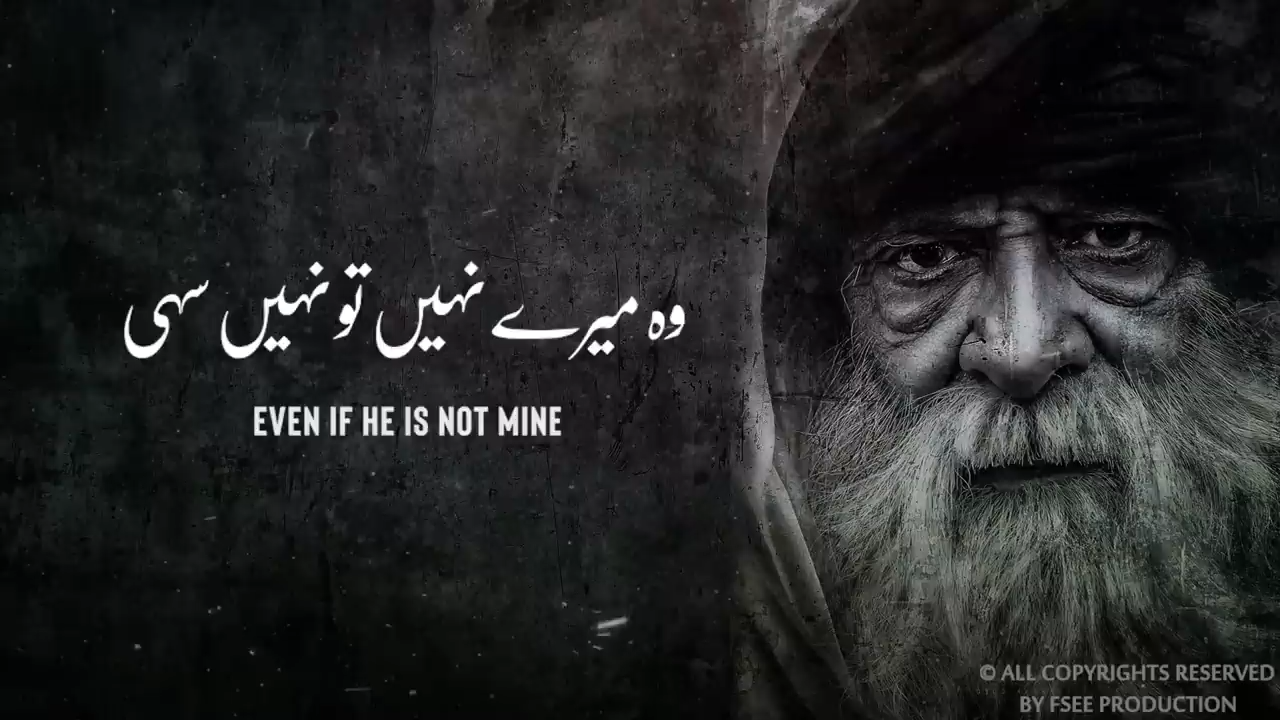 وہ میرے نہیں تو نہیں سہی
EVEN IF HE IS NOT MINE
© ALL COPYRIGHTS RESERVED
BY FSEE PRODUCTION